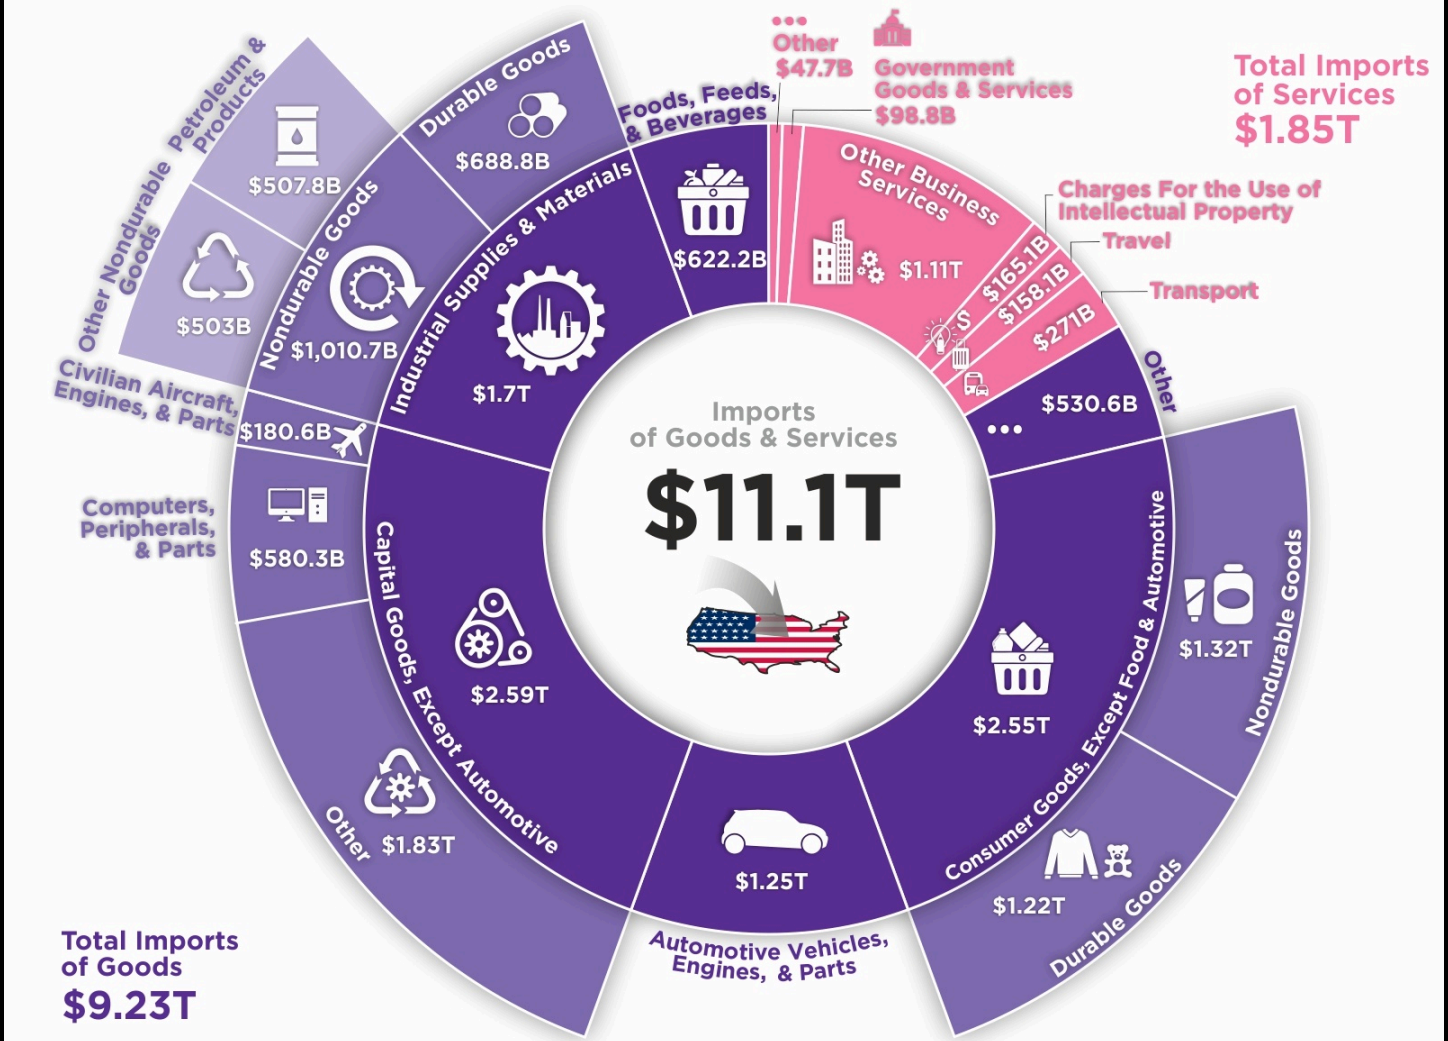 Imports
of Goods & Services
$11.1T
Total Imports
of Services
$1.85T
Other
$47.7B
Government
Goods & Services
$98.8B
Other Business
Services
$1.11T
Charges For the Use of
Intellectual Property
$165.1B
Travel
$158.1B
Transport
$271B
Other
$530.6B
Consumer Goods, Except Food & Automotive
$2.55T
Nondurable Goods
$1.32T
Durable Goods
$1.22T
Automotive Vehicles,
Engines, & Parts
$1.25T
Capital Goods, Except Automotive
$2.59T
Other
$1.83T
Computers,
Peripherals,
& Parts
$580.3B
Civilian Aircraft,
Engines, & Parts
$180.6B
Industrial Supplies & Materials
$1.7T
Nondurable Goods
$1,010.7B
Other Nondurable
Goods
$503B
Petroleum &
Products
$507.8B
Durable Goods
$688.8B
Foods, Feeds,
& Beverages
$622.2B
Total Imports
of Goods
$9.23T